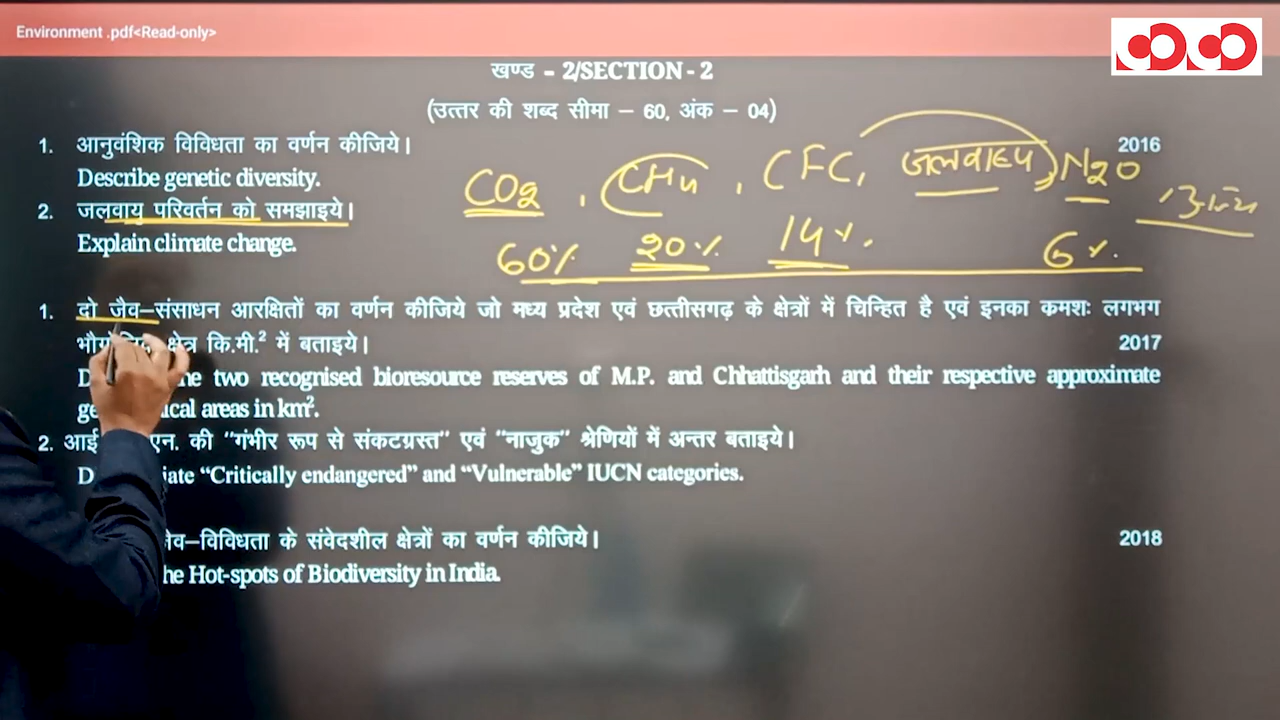 Environment .pdf<Read-only>
खण्ड - 2/SECTION - 2
(उत्तर की शब्द सीमा – 60, अंक – 04)
1. आनुवंशिक विविधता का वर्णन कीजिये। 2016
Describe genetic diversity.
CO2, CH4, CFC, जलवाष्प, N2O
2. जलवायु परिवर्तन को समझाइये।
Explain climate change.
60% 20% 14%. 6%.
1. दो जैव–संसाधन आरक्षितों का वर्णन कीजिये जो मध्य प्रदेश एवं छत्तीसगढ़ के क्षेत्रों में चिन्हित है एवं इनका क्रमशः लगभग
क्षेत्र कि.मी.² में बताइये। 2017
two recognised bioresource reserves of M.P. and Chhattisgarh and their respective approximate
areas in km².
2. एन. की "गंभीर रूप से संकटग्रस्त" एवं "नाजुक" श्रेणियों में अन्तर बताइये।
"Critically endangered" and "Vulnerable" IUCN categories.
जैव–विविधता के संवेदशील क्षेत्रों का वर्णन कीजिये। 2018
the Hot-spots of Biodiversity in India.